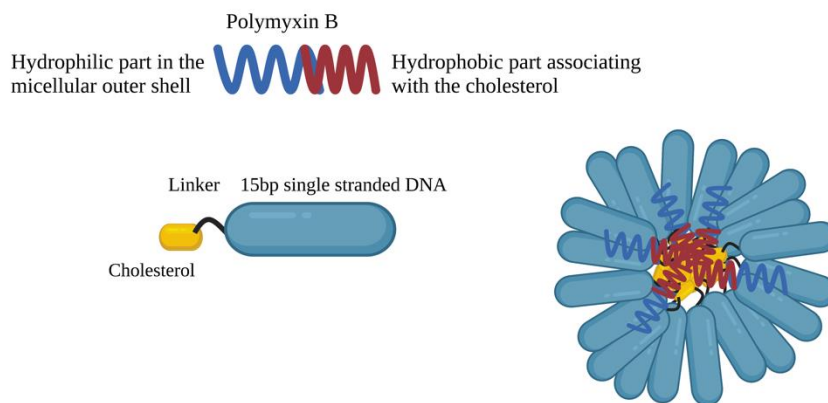 Polymyxin B
Hydrophilic part in the
micellular outer shell
Hydrophobic part associating
with the cholesterol
Linker
15bp single stranded DNA
Cholesterol